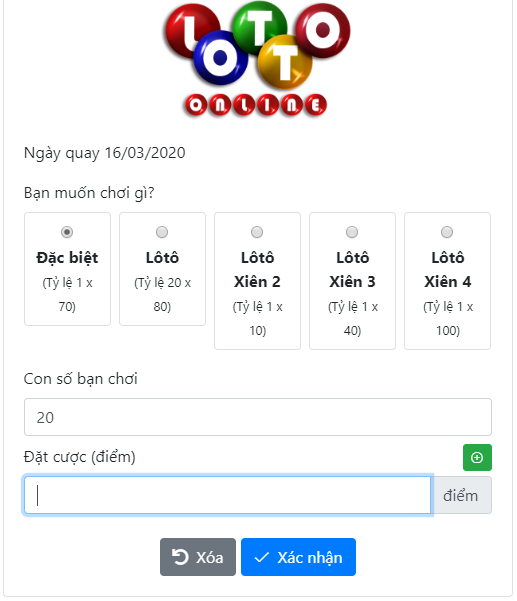 LOTO
LOTTO
ONLINE
Ngày quay 16/03/2020
Bạn muốn chơi gì?
Đặc biệt
(Tỷ lệ 1 x
70)
Lôtô
(Tỷ lệ 20 x
80)
Lôtô
Xiên 2
(Tỷ lệ 1 x
10)
Lôtô
Xiên 3
(Tỷ lệ 1 x
40)
Lôtô
Xiên 4
(Tỷ lệ 1 x
100)
Con số bạn chơi
20
Đặt cược (điểm)
điểm
Xóa
Xác nhận